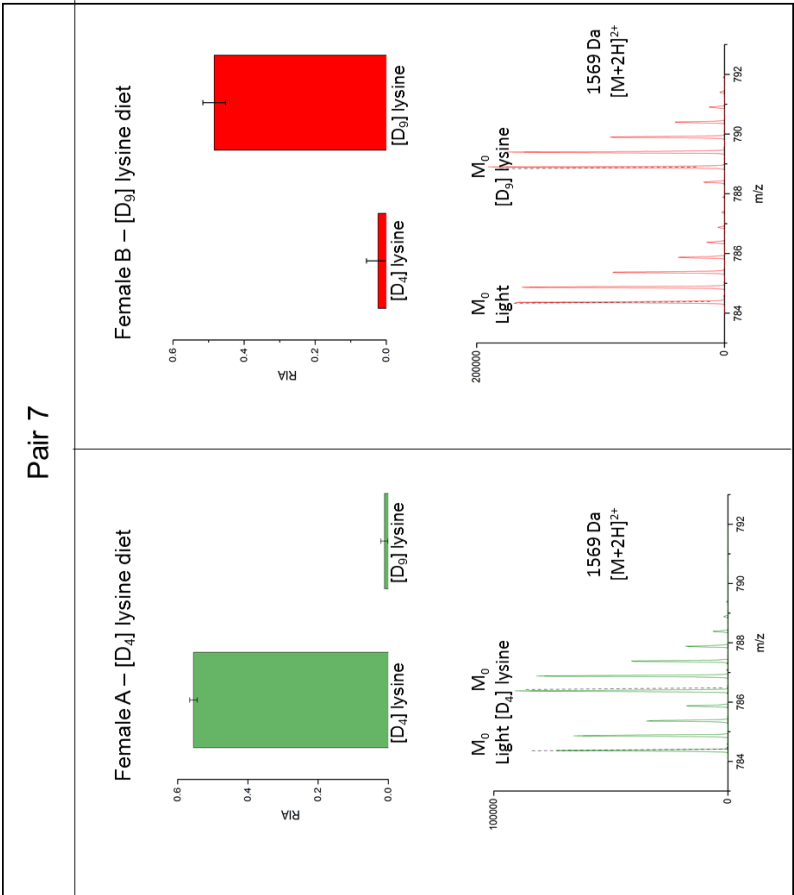 Pair 7
Female A – [D₄] lysine diet
Female B – [D₉] lysine diet
0.6
0.4
0.2
0.0
RIA
[D₄] lysine
[D₉] lysine
0.6
0.4
0.2
0.0
RIA
[D₄] lysine
[D₉] lysine
100000
0
M₀
Light
M₀
[D₄] lysine
1569 Da
[M+2H]²⁺
784
786
788
790
792
m/z
200000
0
M₀
Light
M₀
[D₉] lysine
1569 Da
[M+2H]²⁺
784
786
788
790
792
m/z